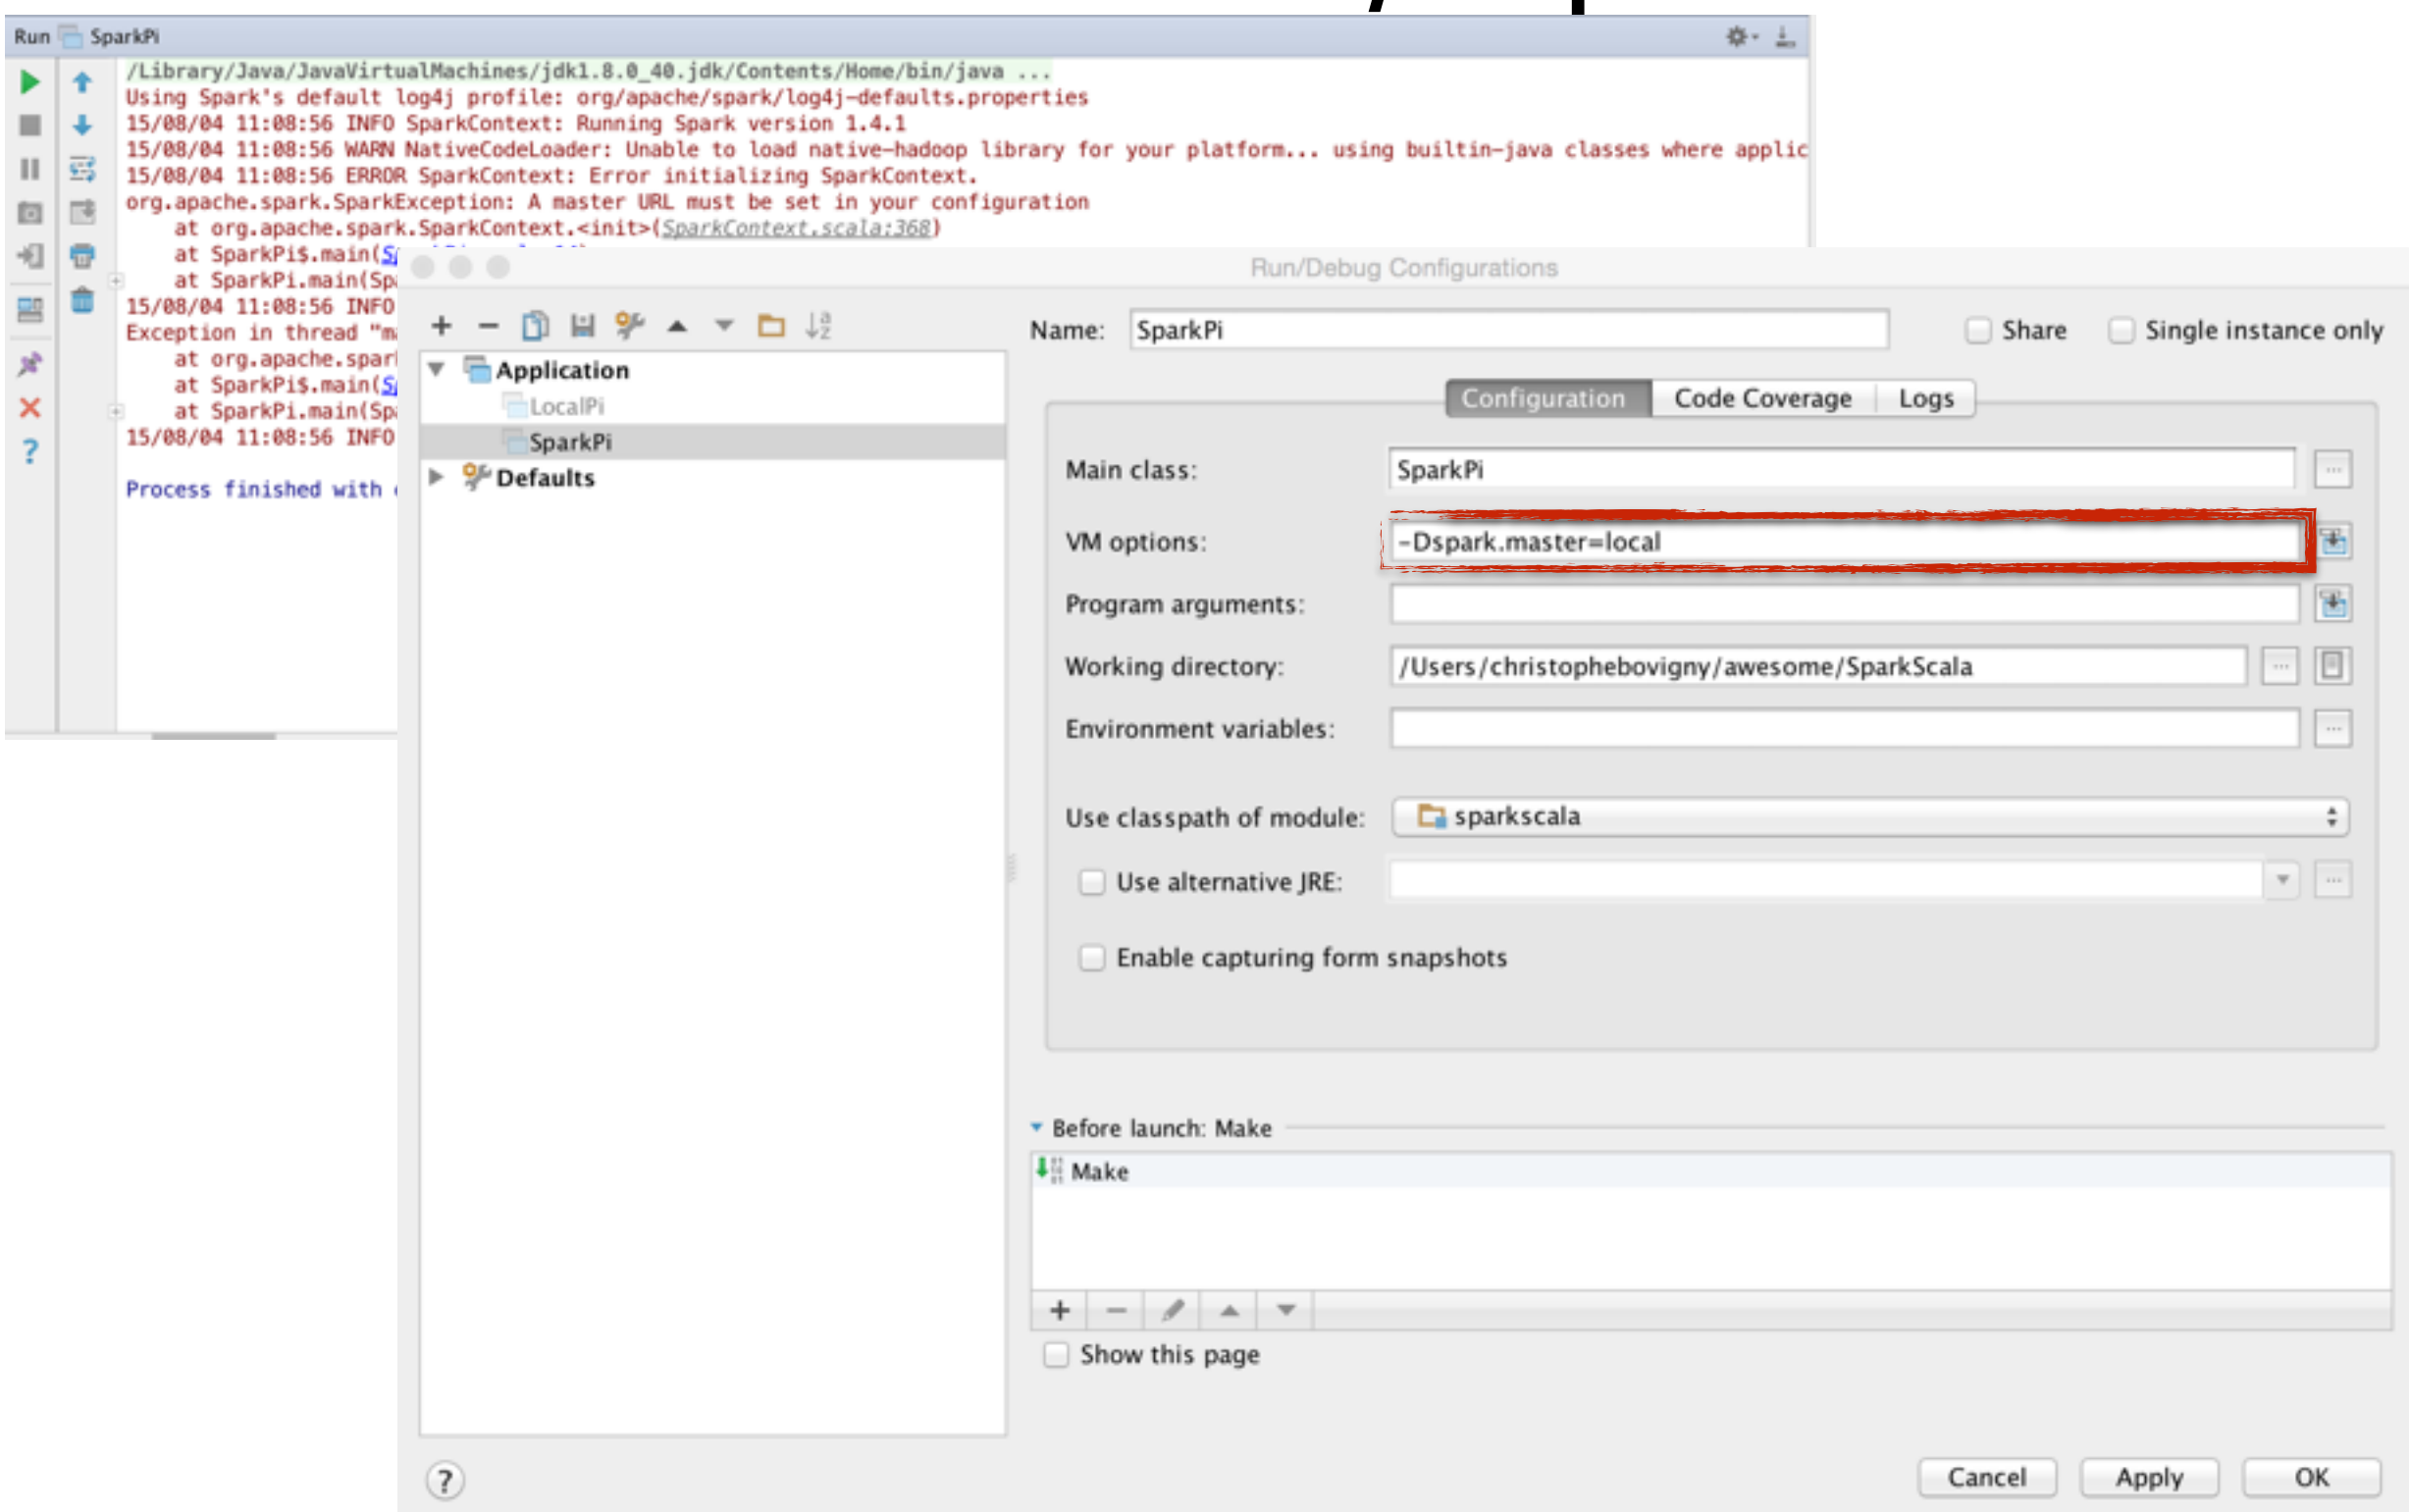 Run SparkPi
/Library/Java/JavaVirtualMachines/jdk1.8.0_40.jdk/Contents/Home/bin/java ...
Using Spark's default log4j profile: org/apache/spark/log4j-defaults.properties
15/08/04 11:08:56 INFO SparkContext: Running Spark version 1.4.1
15/08/04 11:08:56 WARN NativeCodeLoader: Unable to load native-hadoop library for your platform... using builtin-java classes where applic
15/08/04 11:08:56 ERROR SparkContext: Error initializing SparkContext.
org.apache.spark.SparkException: A master URL must be set in your configuration
at org.apache.spark.SparkContext.<init>(SparkContext.scala:368)
at SparkPi$.main(S
at SparkPi.main(Sp
15/08/04 11:08:56 INFO
Exception in thread "m
at org.apache.spar
at SparkPi$.main(S
at SparkPi.main(Sp
15/08/04 11:08:56 INFO
Process finished with
Run/Debug Configurations
Application
LocalPi
SparkPi
Defaults
Name: SparkPi Share Single instance only
Configuration Code Coverage Logs
Main class: SparkPi
VM options: -Dspark.master=local
Program arguments:
Working directory: /Users/christophebovigny/awesome/SparkScala
Environment variables:
Use classpath of module: sparkscala
Use alternative JRE:
Enable capturing form snapshots
Before launch: Make
Make
Show this page
Cancel Apply OK